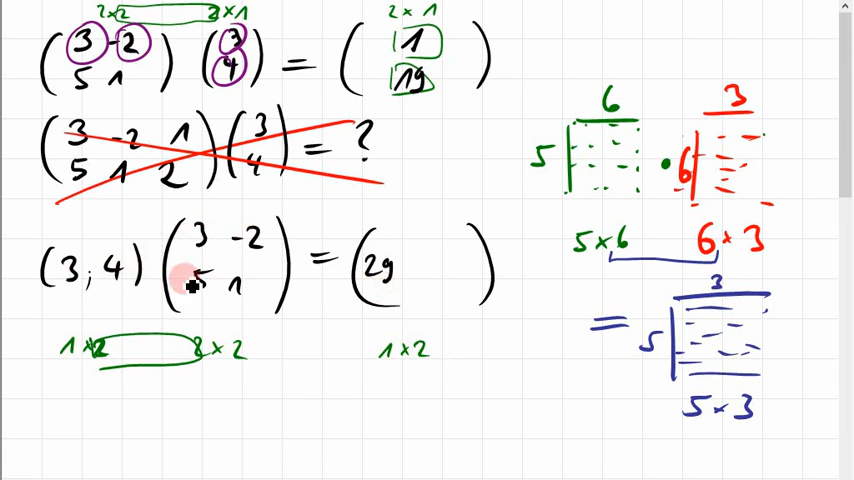 2×2 2×1 2×1
(3 -2) (3) = (1)
(5 1) (4) (19)
(3 -2 1) (3) = ?
(5 1 2) (4)
(3 ; 4) (3 -2) = (29 )
(5 1)
1×2 2×2 1×2
6 3
5 • 6
5×6 6×3
3
= 5
5×3